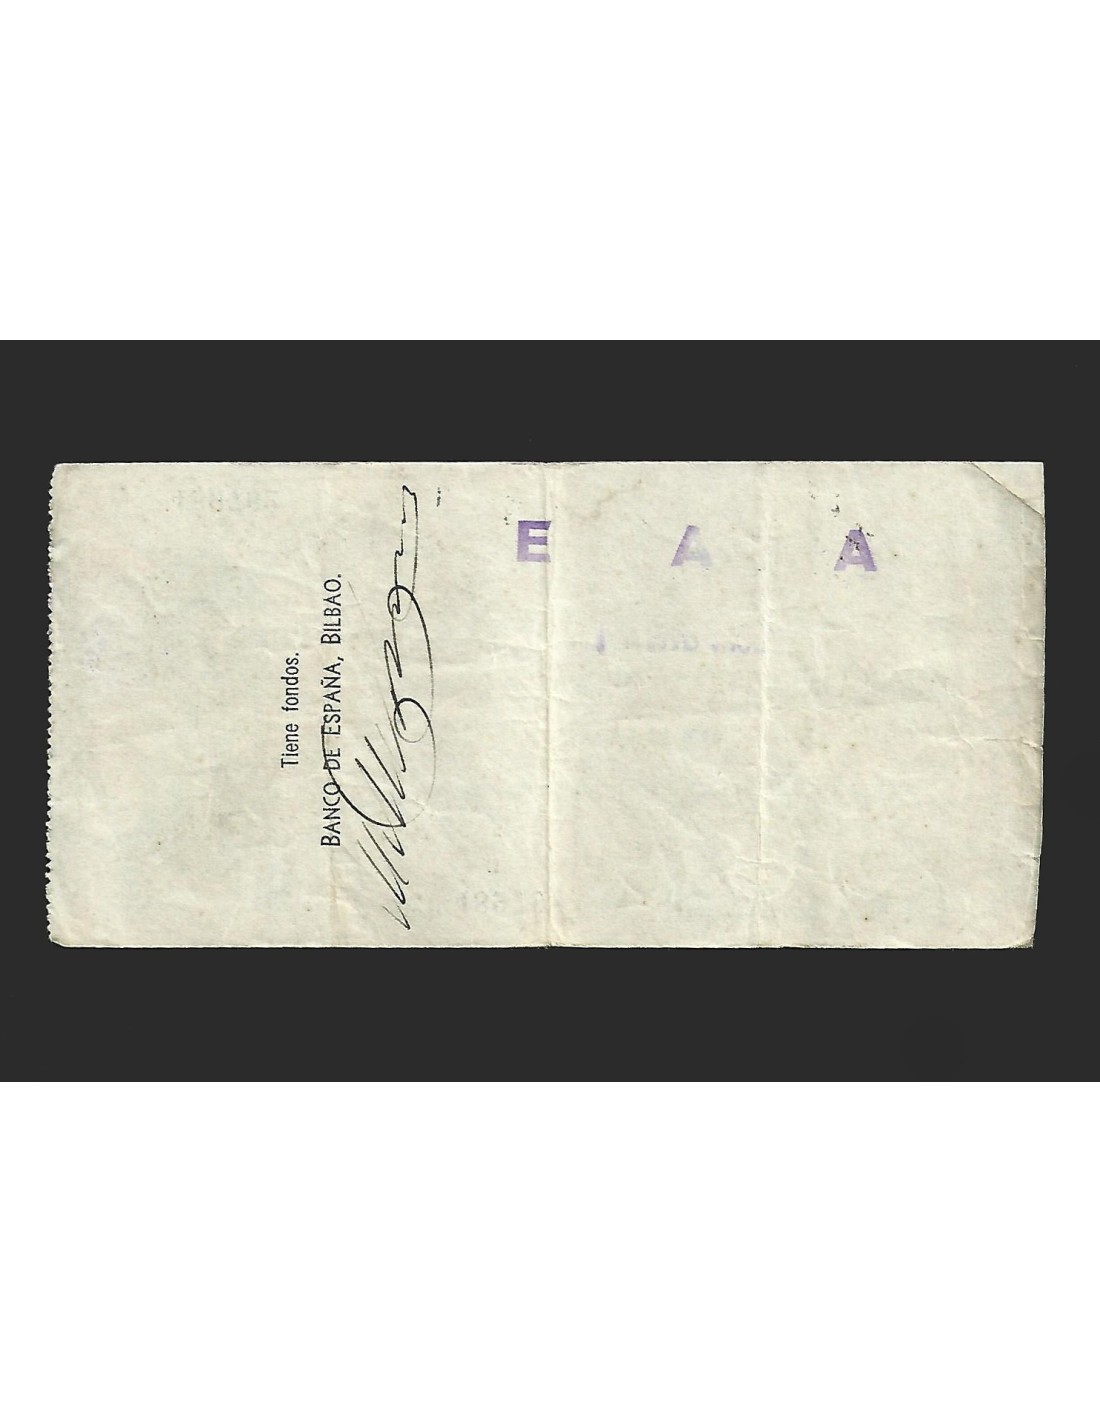 Tiene fondos.
BANCO DE ESPAÑA, BILBAO.
E A A